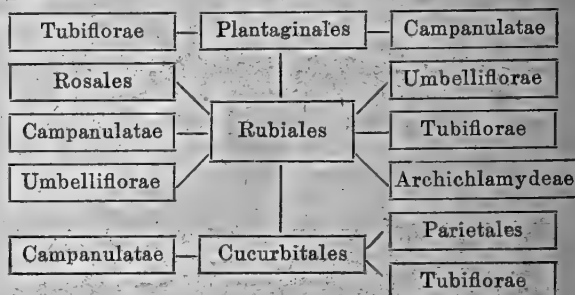 Tubiflorae Plantaginales Campanulatae
Rosales Umbelliflorae
Campanulatae Rubiales Tubiflorae
Umbelliflorae Archichlamydeae
Parietales
Campanulatae Cucurbitales
Tubiflorae